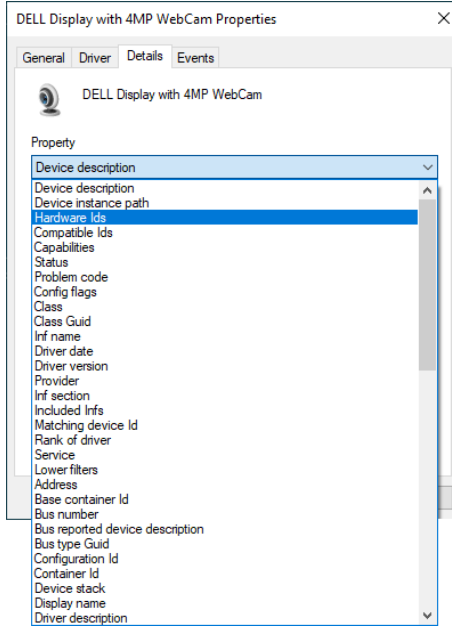 DELL Display with 4MP WebCam Properties
General Driver Details Events
DELL Display with 4MP WebCam
Property
Device description
Device description
Device instance path
Hardware Ids
Compatible Ids
Capabilities
Status
Problem code
Config flags
Class
Class Guid
Inf name
Driver date
Driver version
Provider
Inf section
Included Infs
Matching device Id
Rank of driver
Service
Lower filters
Address
Base container Id
Bus number
Bus reported device description
Bus type Guid
Configuration Id
Container Id
Device stack
Display name
Driver description